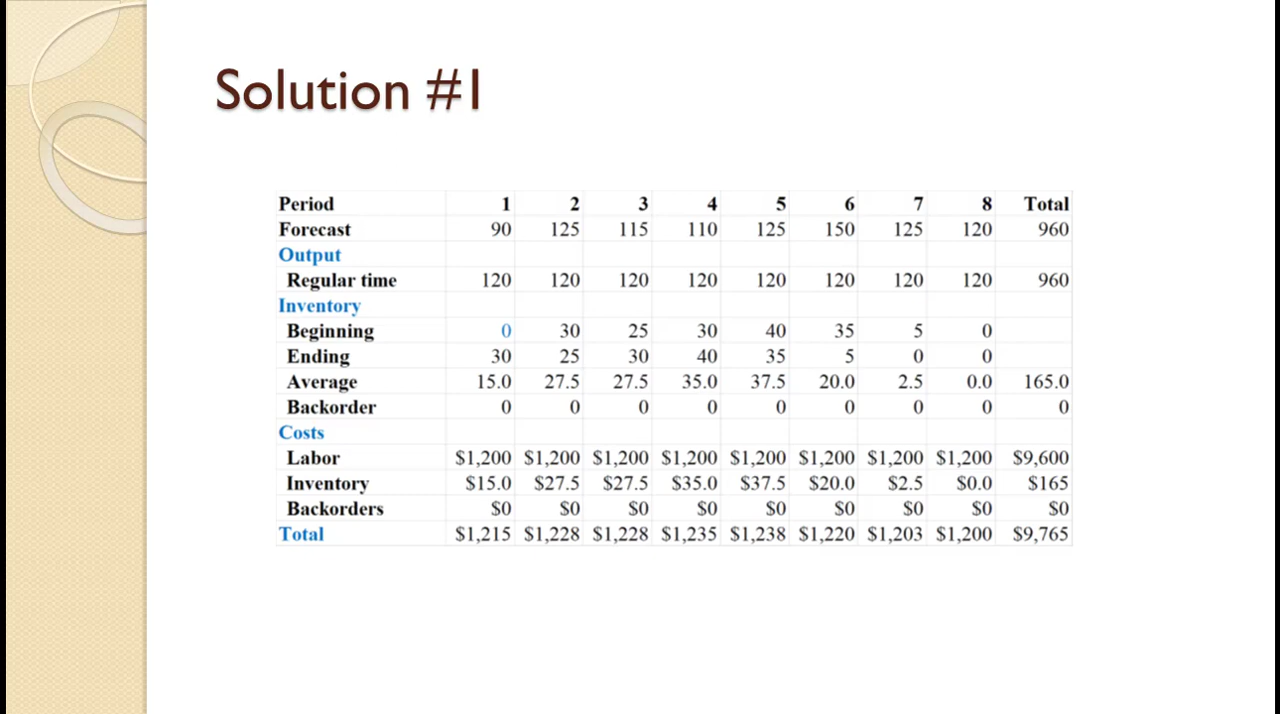 Solution #1
Period 1 2 3 4 5 6 7 8 Total
Forecast 90 125 115 110 125 150 125 120 960
Output
Regular time 120 120 120 120 120 120 120 120 960
Inventory
Beginning 0 30 25 30 40 35 5 0
Ending 30 25 30 40 35 5 0 0
Average 15.0 27.5 27.5 35.0 37.5 20.0 2.5 0.0 165.0
Backorder 0 0 0 0 0 0 0 0 0
Costs
Labor $1,200 $1,200 $1,200 $1,200 $1,200 $1,200 $1,200 $1,200 $9,600
Inventory $15.0 $27.5 $27.5 $35.0 $37.5 $20.0 $2.5 $0.0 $165
Backorders $0 $0 $0 $0 $0 $0 $0 $0 $0
Total $1,215 $1,228 $1,228 $1,235 $1,238 $1,220 $1,203 $1,200 $9,765